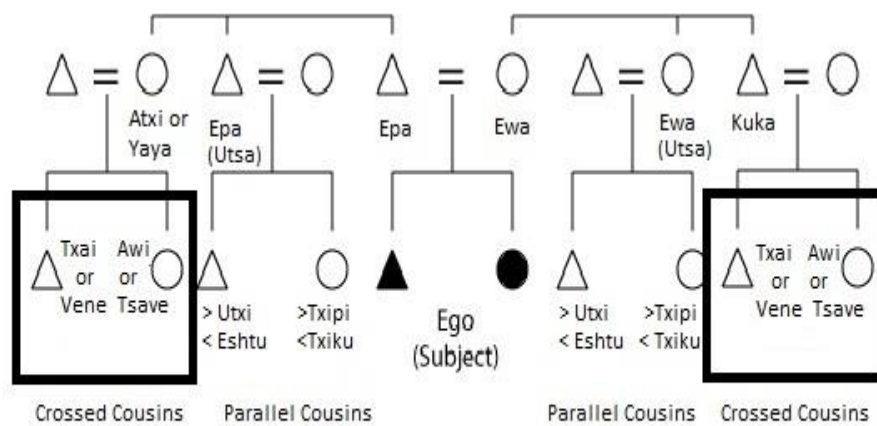 Atxi or
Yaya
Epa
(Utsa)
Epa
Ewa
Ewa
(Utsa)
Kuka
Txai
or
Vene
Awi
or
Tsave
> Utxi
< Eshtu
>Txipi
<Txiku
Ego
(Subject)
> Utxi
< Eshtu
>Txipi
< Txiku
Txai
or
Vene
Awi
or
Tsave
Crossed Cousins
Parallel Cousins
Parallel Cousins
Crossed Cousins